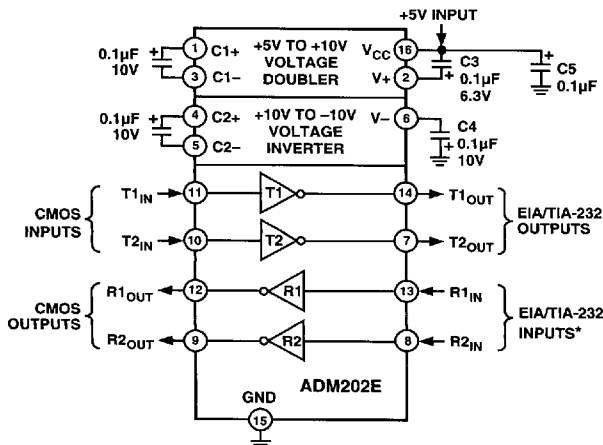 +5V INPUT
0.1µF
10V
1
C1+
3
C1–
+5V TO +10V
VOLTAGE
DOUBLER
VCC
16
V+
2
+
+
C3
0.1µF
6.3V
+
C5
0.1µF
0.1µF
10V
+
4
C2+
5
C2–
+10V TO –10V
VOLTAGE
INVERTER
V–
6
C4
+
0.1µF
10V
CMOS
INPUTS
T1IN
11
T1
14
T1OUT
T2IN
10
T2
7
T2OUT
EIA/TIA-232
OUTPUTS
CMOS
OUTPUTS
R1OUT
12
R1
13
R1IN
R2OUT
9
R2
8
R2IN
EIA/TIA-232
INPUTS*
ADM202E
GND
15